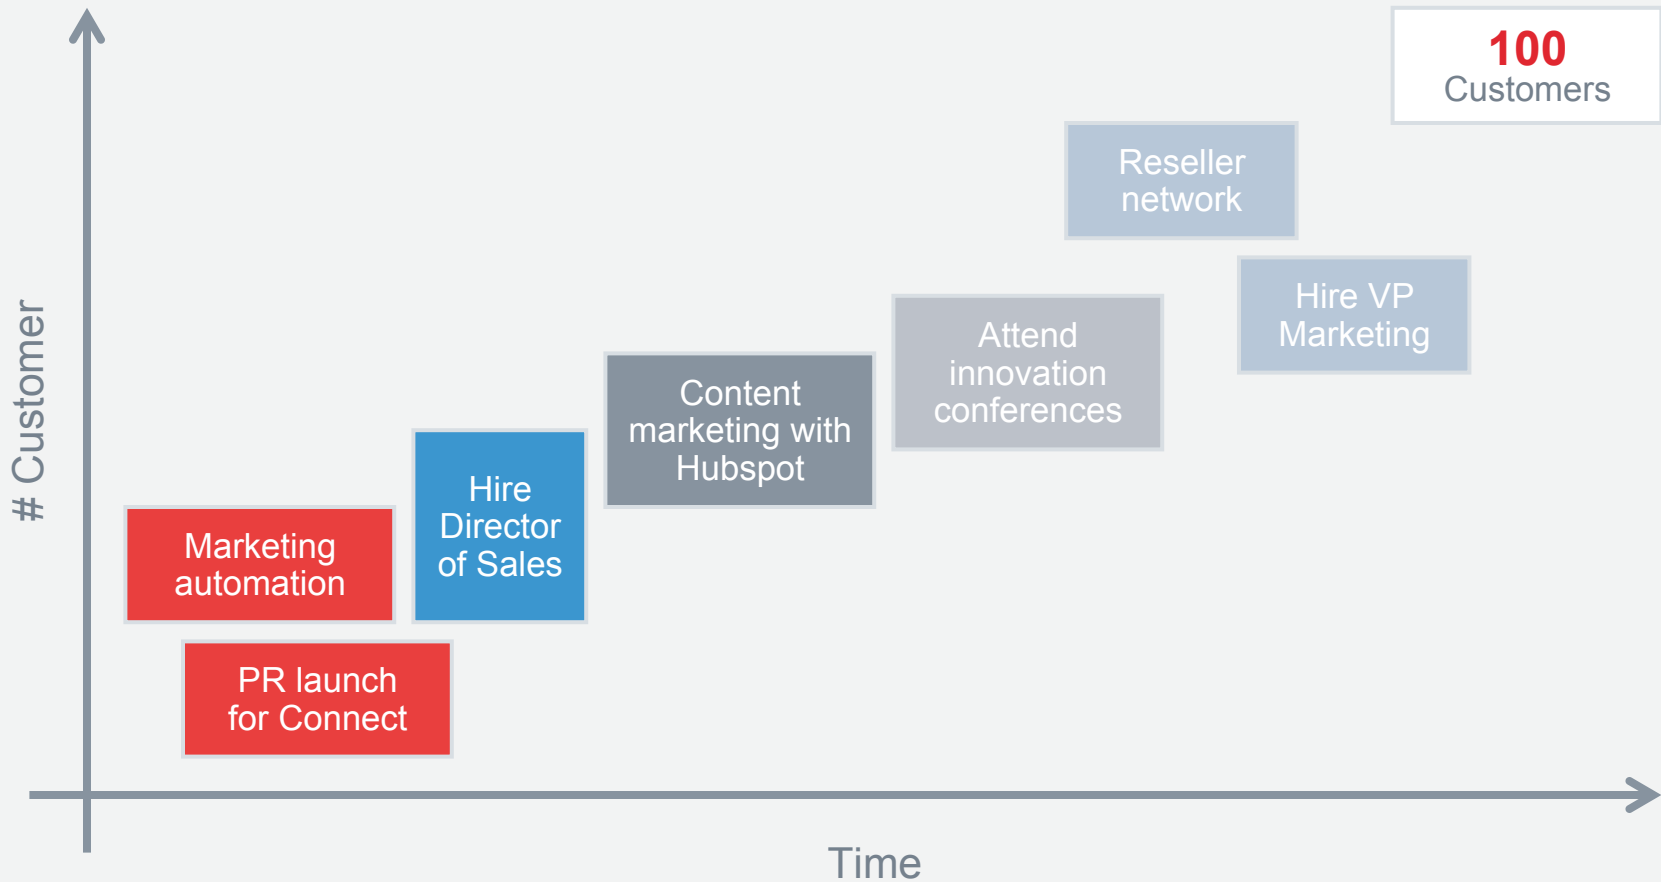 100
Customers
Reseller
network
Hire VP
Marketing
Attend
innovation
conferences
Content
marketing with
Hubspot
Hire
Director
of Sales
Marketing
automation
PR launch
for Connect
# Customer
Time